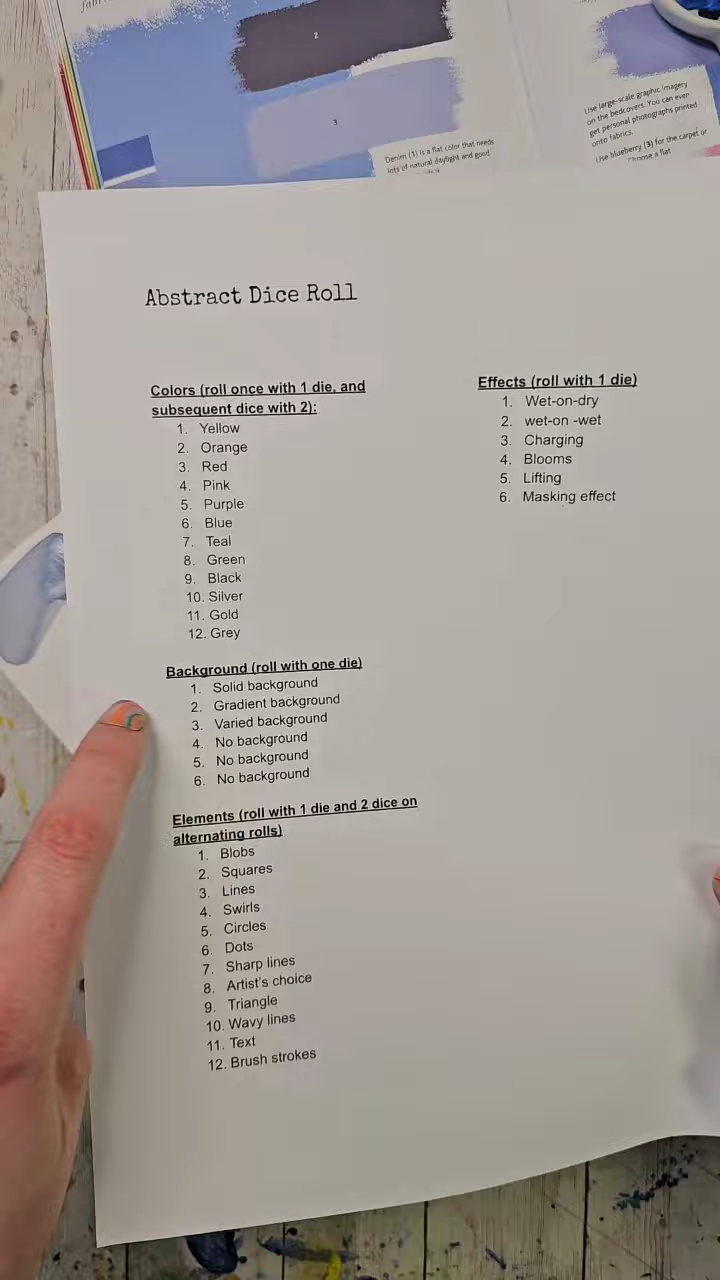 2
3
Denim (1) is a flat color that needs
lots of natural daylight and good
Use large-scale graphic imagery
on the bedcovers. You can even
get personal photographs printed
onto fabrics.
Use blueberry (3) for the carpet or
Choose a flat
Abstract Dice Roll
Colors (roll once with 1 die, and
subsequent dice with 2):
1. Yellow
2. Orange
3. Red
4. Pink
5. Purple
6. Blue
7. Teal
8. Green
9. Black
10. Silver
11. Gold
12. Grey
Background (roll with one die)
1. Solid background
2. Gradient background
3. Varied background
4. No background
5. No background
6. No background
Elements (roll with 1 die and 2 dice on
alternating rolls)
1. Blobs
2. Squares
3. Lines
4. Swirls
5. Circles
6. Dots
7. Sharp lines
8. Artist's choice
9. Triangle
10. Wavy lines
11. Text
12. Brush strokes
Effects (roll with 1 die)
1. Wet-on-dry
2. wet-on -wet
3. Charging
4. Blooms
5. Lifting
6. Masking effect